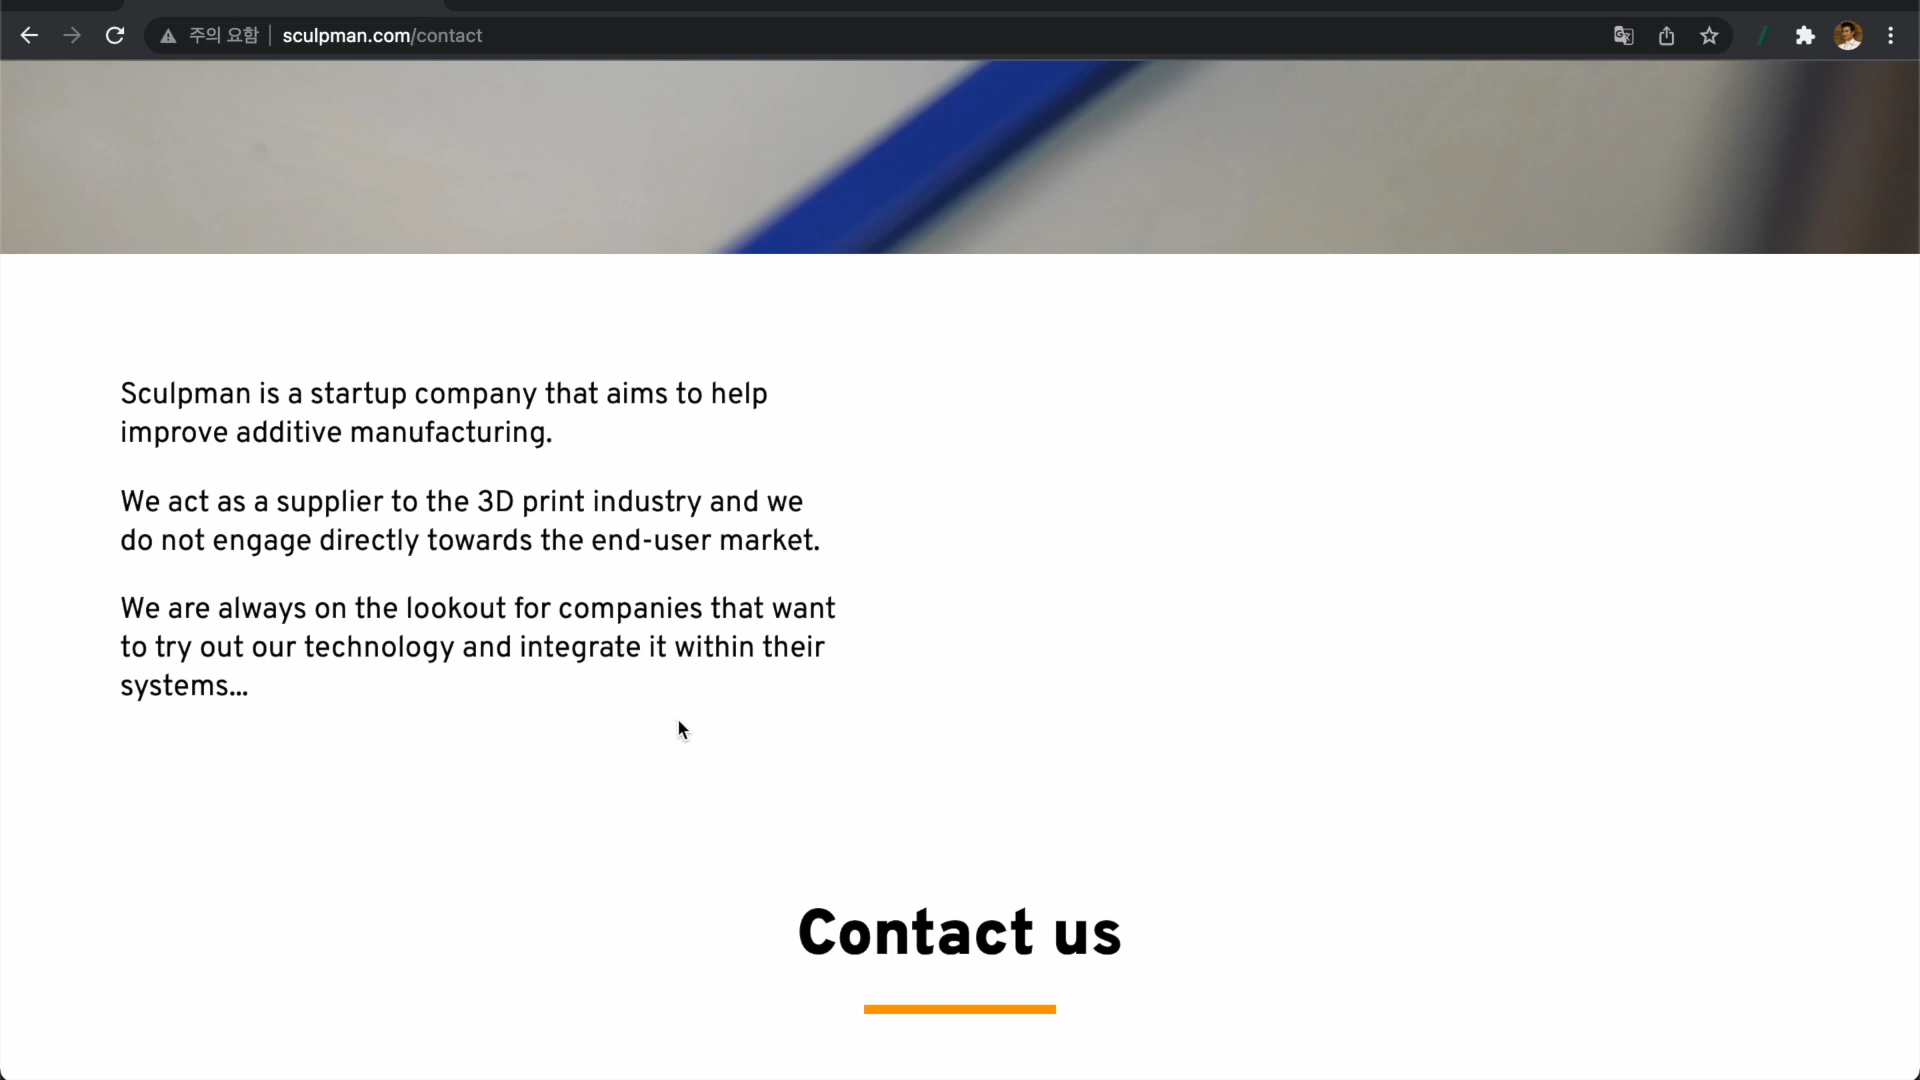 주의 요함
sculpman.com/contact
Sculpman is a startup company that aims to help
improve additive manufacturing.
We act as a supplier to the 3D print industry and we
do not engage directly towards the end-user market.
We are always on the lookout for companies that want
to try out our technology and integrate it within their
systems...
Contact us